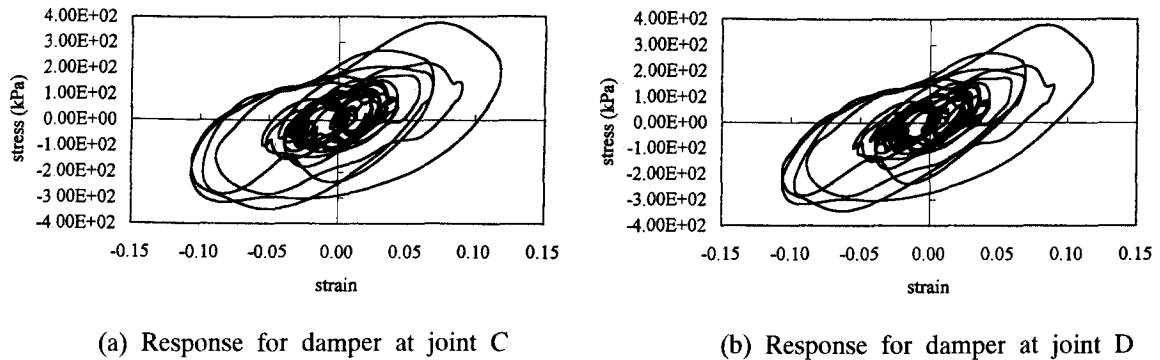 4.00E+02
3.00E+02
2.00E+02
1.00E+02
0.00E+00
-1.00E+02
-2.00E+02
-3.00E+02
-4 00E+02
stress (kPa)
-0.15 -0.10 -0.05 0.00 0.05 0.10 0.15
strain
(a) Response for damper at joint C
4.00E+02
3.00E+02
2.00E+02
1.00E+02
0.00E+00
-1.00E+02
-2.00E+02
-3.00E+02
-4.00E+02
stress (kPa)
-0.15 -0.10 -0.05 0.00 0.05 0.10 0.15
strain
(b) Response for damper at joint D